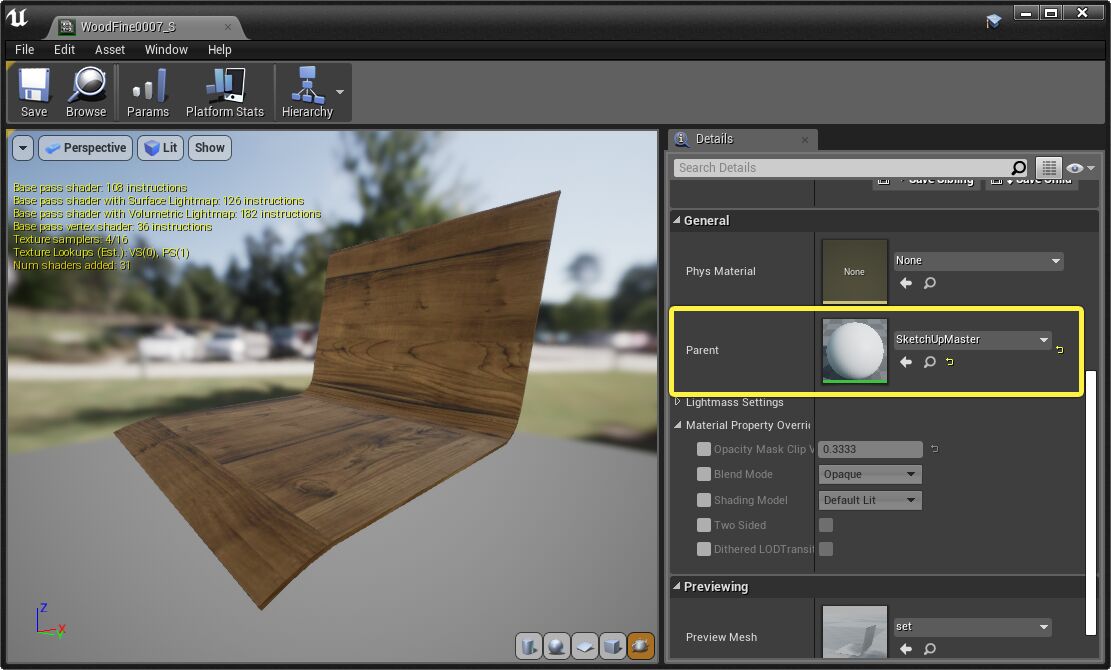 WoodFine0007_S
File Edit Asset Window Help
Save Browse Params Platform Stats Hierarchy
Perspective Lit Show
Base pass shader: 108 instructions
Base pass shader with Surface Lightmap: 126 instructions
Base pass shader with Volumetric Lightmap: 182 instructions
Base pass vertex shader: 36 instructions
Texture samplers: 4/16
Texture Lookups (Est.): VS(0), PS(1)
Num shaders added: 31
Z
X
Y
Details
Search Details
Save Sibling Save Child
General
Phys Material None None
Parent SketchUpMaster
Lightmass Settings
Material Property Overri
Opacity Mask Clip V 0.3333
Blend Mode Opaque
Shading Model Default Lit
Two Sided
Dithered LODTransit
Previewing
Preview Mesh set